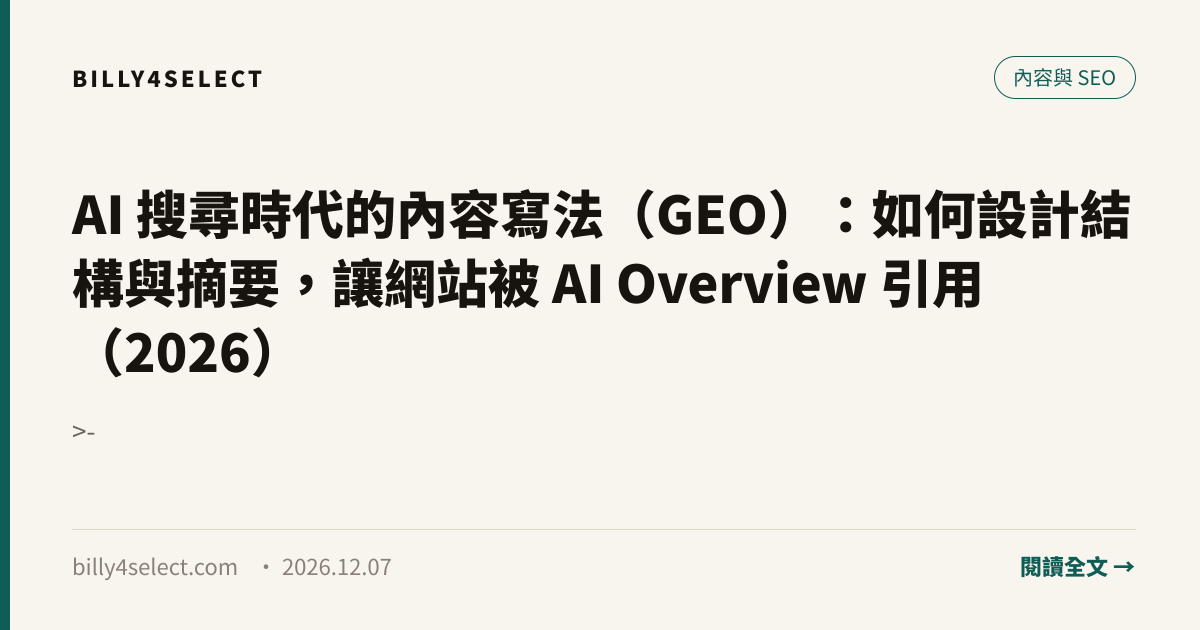 BILLY4SELECT
內容與 SEO
AI 搜尋時代的內容寫法（GEO）：如何設計結
構與摘要，讓網站被 AI Overview 引用
（2026）
>-
billy4select.com ・ 2026.12.07
閱讀全文 →